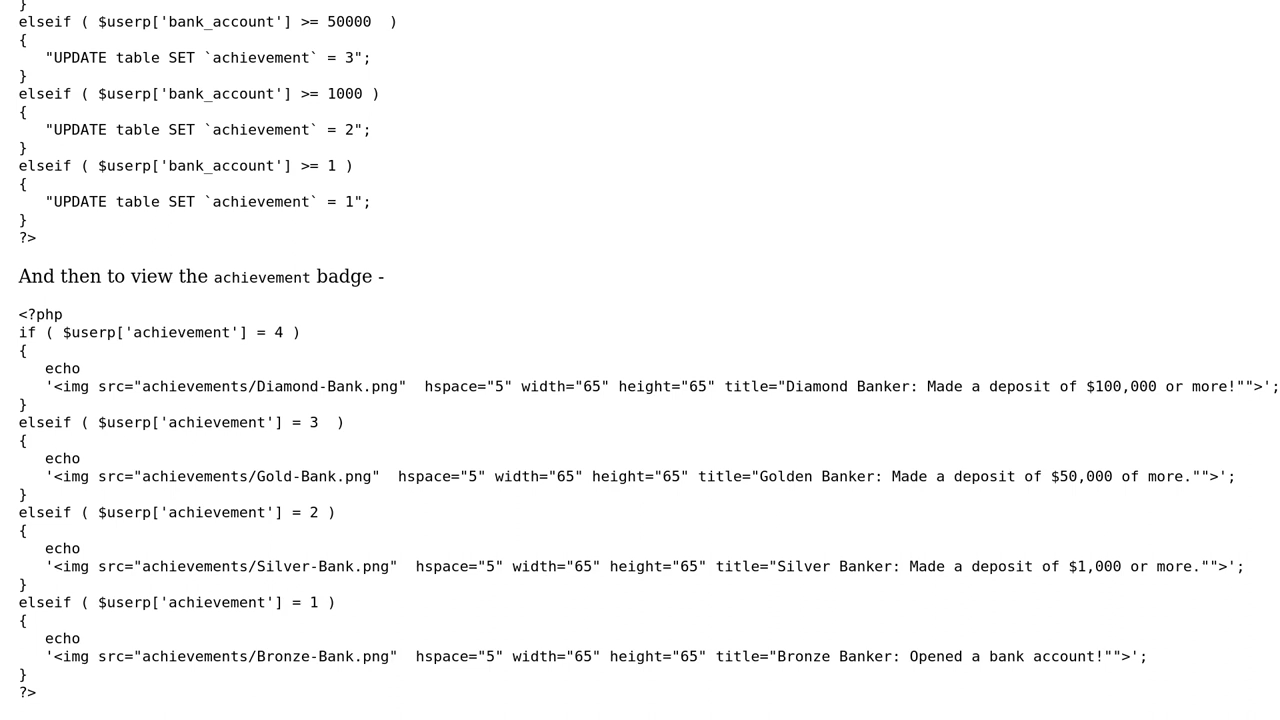 }
elseif ( $userp['bank_account'] >= 50000  )
{
   "UPDATE table SET `achievement` = 3";
}
elseif ( $userp['bank_account'] >= 1000 )
{
   "UPDATE table SET `achievement` = 2";
}
elseif ( $userp['bank_account'] >= 1 )
{
   "UPDATE table SET `achievement` = 1";
}
?>
And then to view the achievement badge -
<?php
if ( $userp['achievement'] = 4 )
{
   echo
   '<img src="achievements/Diamond-Bank.png"  hspace="5" width="65" height="65" title="Diamond Banker: Made a deposit of $100,000 or more!"">';
}
elseif ( $userp['achievement'] = 3  )
{
   echo
   '<img src="achievements/Gold-Bank.png"  hspace="5" width="65" height="65" title="Golden Banker: Made a deposit of $50,000 of more."">';
}
elseif ( $userp['achievement'] = 2 )
{
   echo
   '<img src="achievements/Silver-Bank.png"  hspace="5" width="65" height="65" title="Silver Banker: Made a deposit of $1,000 or more."">';
}
elseif ( $userp['achievement'] = 1 )
{
   echo
   '<img src="achievements/Bronze-Bank.png"  hspace="5" width="65" height="65" title="Bronze Banker: Opened a bank account!"">';
}
?>